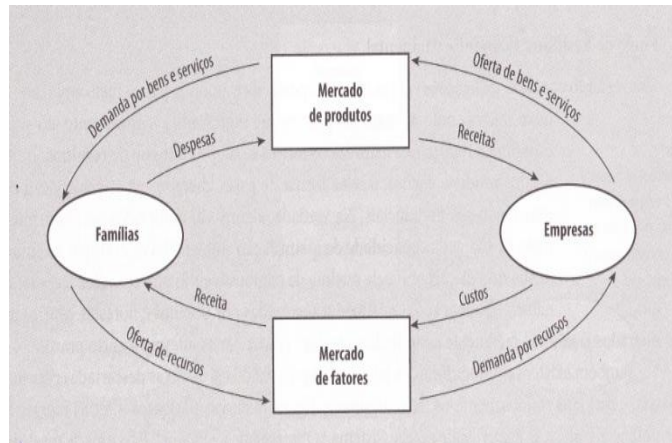 Demanda por bens e serviços
Mercado
de produtos
Oferta de bens e serviços
Despesas
Receitas
Famílias
Empresas
Receita
Custos
Oferta de recursos
Mercado
de fatores
Demanda por recursos